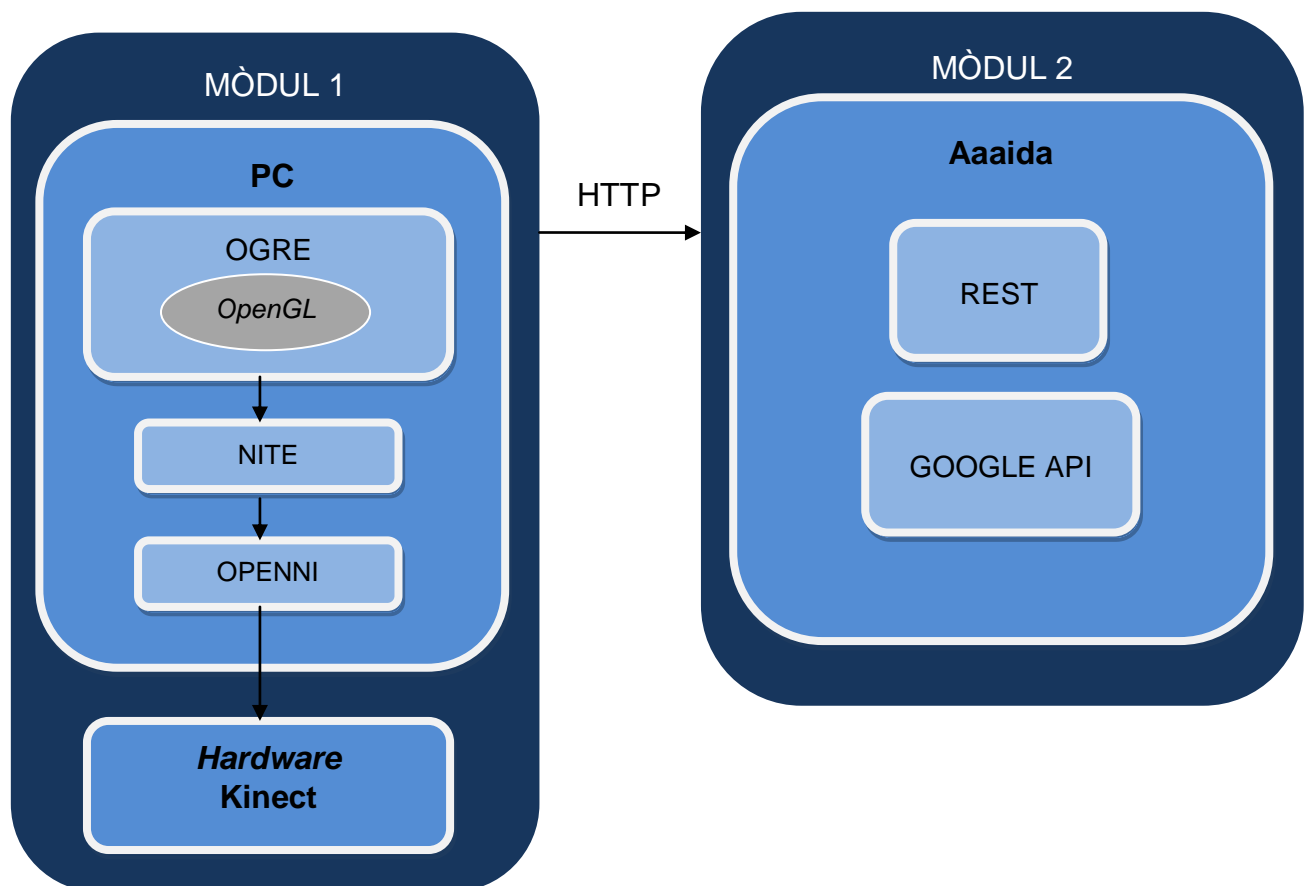 MÒDUL 1
PC
OGRE
OpenGL
NITE
OPENNI
Hardware
Kinect
HTTP
MÒDUL 2
Aaaida
REST
GOOGLE API